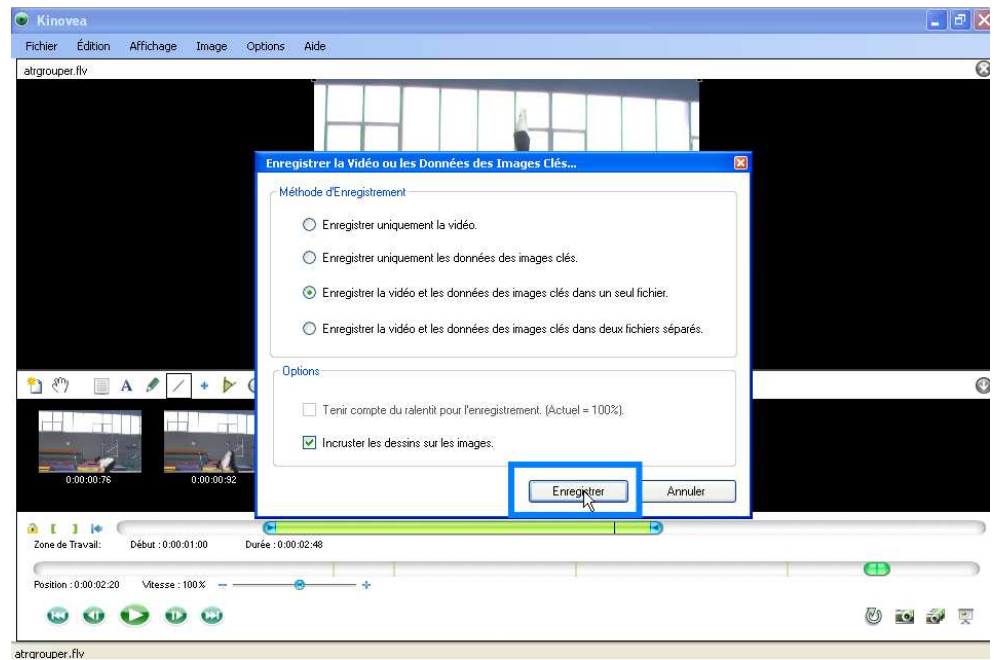 Kinovea
Fichier Édition Affichage Image Options Aide
atrgrouper.flv
Enregistrer la Vidéo ou les Données des Images Clés...
Méthode d'Enregistrement
Enregistrer uniquement la vidéo.
Enregistrer uniquement les données des images clés.
Enregistrer la vidéo et les données des images clés dans un seul fichier.
Enregistrer la vidéo et les données des images clés dans deux fichiers séparés.
Options
Tenir compte du ralentit pour l'enregistrement. (Actuel = 100%).
Incruster les dessins sur les images.
Enregistrer Annuler
0:00:00:76 0:00:00:92
Zone de Travail: Début : 0:00:01:00 Durée : 0:00:02:48
Position : 0:00:02:20 Vitesse : 100%
atrgrouper.flv